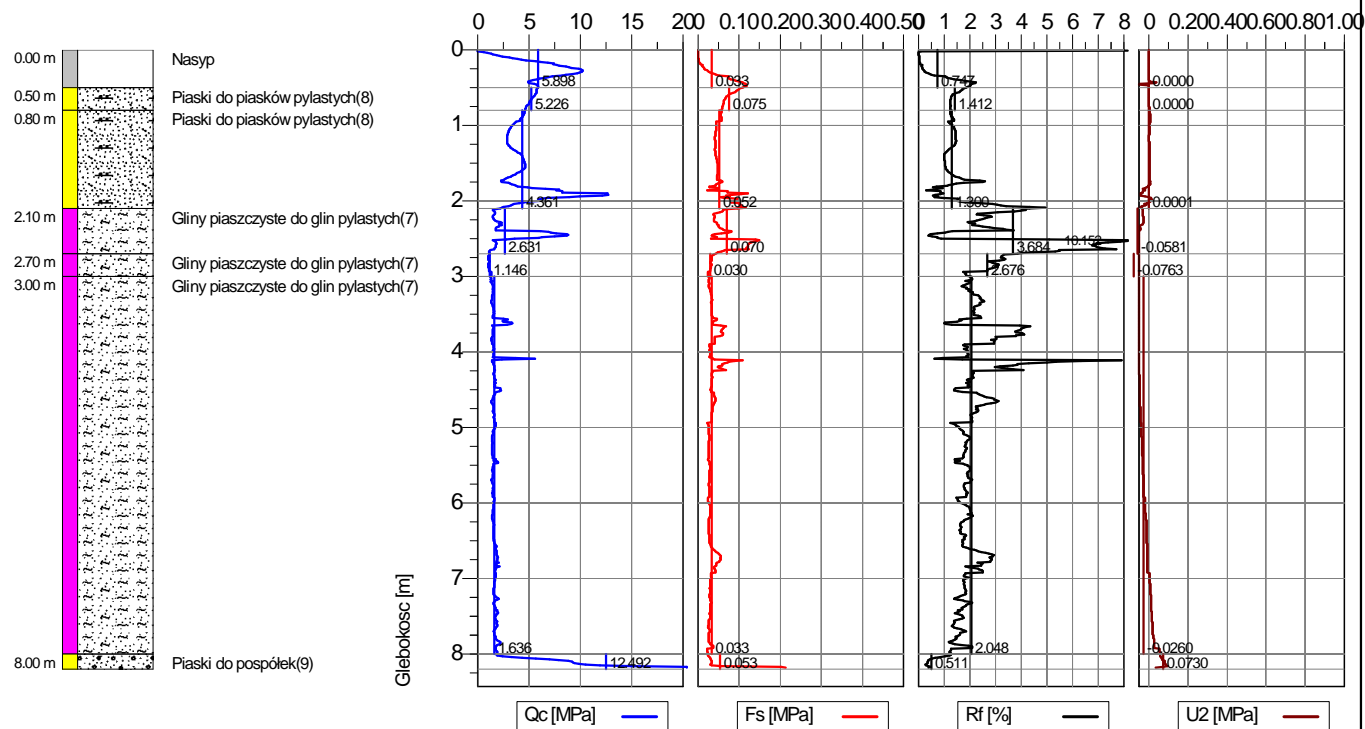 0 5 10 15 20
0 0.10 0.20 0.30 0.40 0.50
0 1 2 3 4 5 6 7 8
0 0.200 0.400 0.600 0.800 1.00
0.00 m Nasyp
0.50 m Piaski do piasków pylastych(8)
0.80 m Piaski do piasków pylastych(8)
2.10 m Gliny piaszczyste do glin pylastych(7)
2.70 m Gliny piaszczyste do glin pylastych(7)
3.00 m Gliny piaszczyste do glin pylastych(7)
8.00 m Piaski do pospółek(9)
Glebokosc [m]
0
1
2
3
4
5
6
7
8
5.898 0.033 0.747 -0.0000
5.226 0.075 1.412 0.0000
4.361 0.052 1.300 -0.0001
10.152
2.631 0.070 3.684 -0.0581
1.146 0.030 2.676 -0.0763
1.636 0.033 2.048 -0.0260
12.492 0.053 0.511 0.0730
Qc [MPa]
Fs [MPa]
Rf [%]
U2 [MPa]